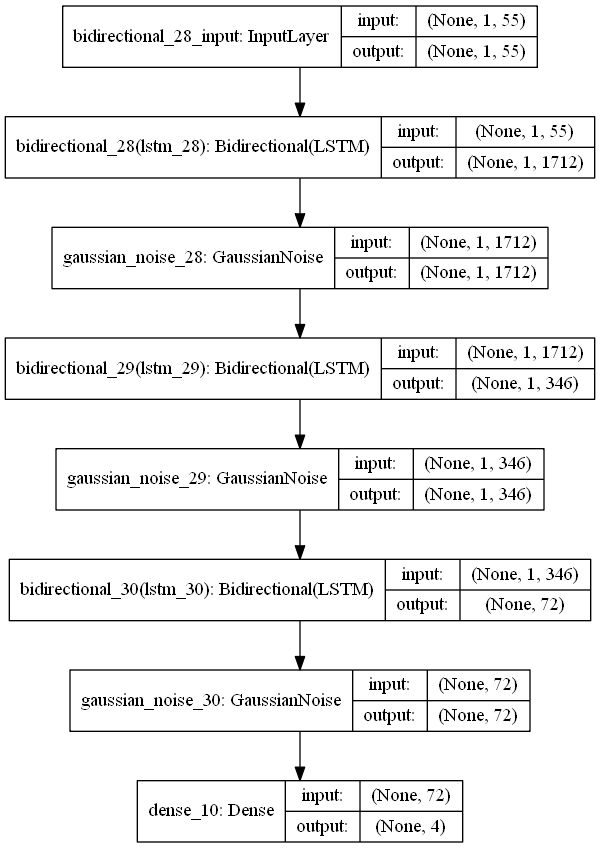 bidirectional_28_input: InputLayer
input: (None, 1, 55)
output: (None, 1, 55)
bidirectional_28(lstm_28): Bidirectional(LSTM)
input: (None, 1, 55)
output: (None, 1, 1712)
gaussian_noise_28: GaussianNoise
input: (None, 1, 1712)
output: (None, 1, 1712)
bidirectional_29(lstm_29): Bidirectional(LSTM)
input: (None, 1, 1712)
output: (None, 1, 346)
gaussian_noise_29: GaussianNoise
input: (None, 1, 346)
output: (None, 1, 346)
bidirectional_30(lstm_30): Bidirectional(LSTM)
input: (None, 1, 346)
output: (None, 72)
gaussian_noise_30: GaussianNoise
input: (None, 72)
output: (None, 72)
dense_10: Dense
input: (None, 72)
output: (None, 4)